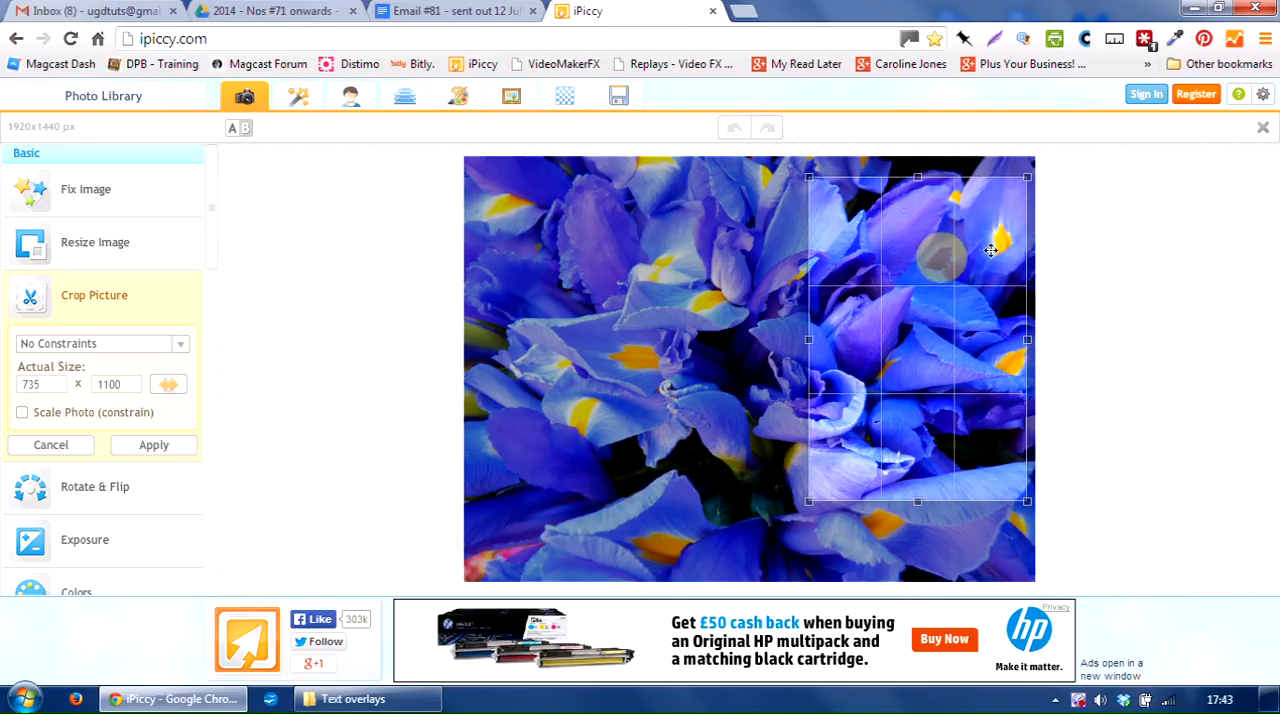 Inbox (8) - ugdtuts@gmai
2014 - Nos #71 onwards -
Email #81 - sent out 12 Jul
iPiccy
ipiccy.com
Magcast Dash
DPB - Training
Magcast Forum
Distimo
bitly Bitly.
iPiccy
VideoMakerFX
Replays - Video FX ...
My Read Later
Caroline Jones
Plus Your Business! ...
»
Other bookmarks
Photo Library
Sign In
Register
?
1920x1440 px
A B
Basic
Fix Image
Resize Image
Crop Picture
No Constraints
Actual Size:
735 x 1100
Scale Photo (constrain)
Cancel
Apply
Rotate & Flip
Exposure
Colors
Like 303k
Follow
g+1
Get £50 cash back when buying
an Original HP multipack and
a matching black cartridge.
Buy Now
Privacy
hp
Make it matter.
Ads open in a
new window
iPiccy - Google Chro...
Text overlays
17:43